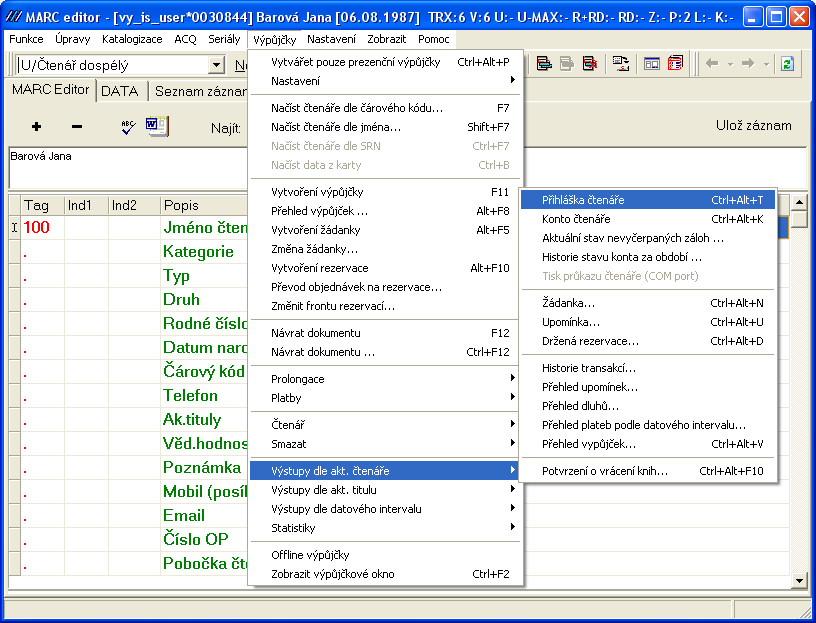 MARC editor - [vy_is_user*0030844] Barová Jana [06.08.1987] TRX:6 V:6 U:- U-MAX:- R+RD:- RD:- Z:- P:2 L:- K:-
Funkce Úpravy Katalogizace ACQ Seriály Výpůjčky Nastavení Zobrazit Pomoc
U/Čtenář dospělý
MARC Editor DATA Seznam záznam
ABC Najít: Ulož záznam
Barová Jana
Tag Ind1 Ind2 Popis
100 Jméno čten
Kategorie
Typ
Druh
Rodné číslo
Datum naro
Čárový kód
Telefon
Ak.tituly
Věd.hodnos
Poznámka
Mobil (posíl
Email
Číslo OP
Pobočka čte
Vytvářet pouze prezenční výpůjčky Ctrl+Alt+P
Nastavení
Načíst čtenáře dle čárového kódu... F7
Načíst čtenáře dle jména... Shift+F7
Načíst čtenáře dle SRN Ctrl+F7
Načíst data z karty Ctrl+B
Vytvoření výpůjčky F11
Přehled výpůjček ... Alt+F8
Vytvoření žádanky Alt+F5
Změna žádanky...
Vytvoření rezervace Alt+F10
Převod objednávek na rezervace...
Změnit frontu rezervací...
Návrat dokumentu F12
Návrat dokumentu ... Ctrl+F12
Prolongace
Platby
Čtenář
Smazat
Výstupy dle akt. čtenáře
Výstupy dle akt. titulu
Výstupy dle datového intervalu
Statistiky
Offline výpůjčky
Zobrazit výpůjčkové okno Ctrl+F2
Přihláška čtenáře Ctrl+Alt+T
Konto čtenáře Ctrl+Alt+K
Aktuální stav nevyčerpaných záloh ...
Historie stavu konta za období ...
Tisk průkazu čtenáře (COM port)
Žádanka... Ctrl+Alt+N
Upomínka... Ctrl+Alt+U
Držená rezervace... Ctrl+Alt+D
Historie transakcí...
Přehled upomínek...
Přehled dluhů...
Přehled plateb podle datového intervalu...
Přehled vypůjček... Ctrl+Alt+V
Potvrzení o vrácení knih... Ctrl+Alt+F10